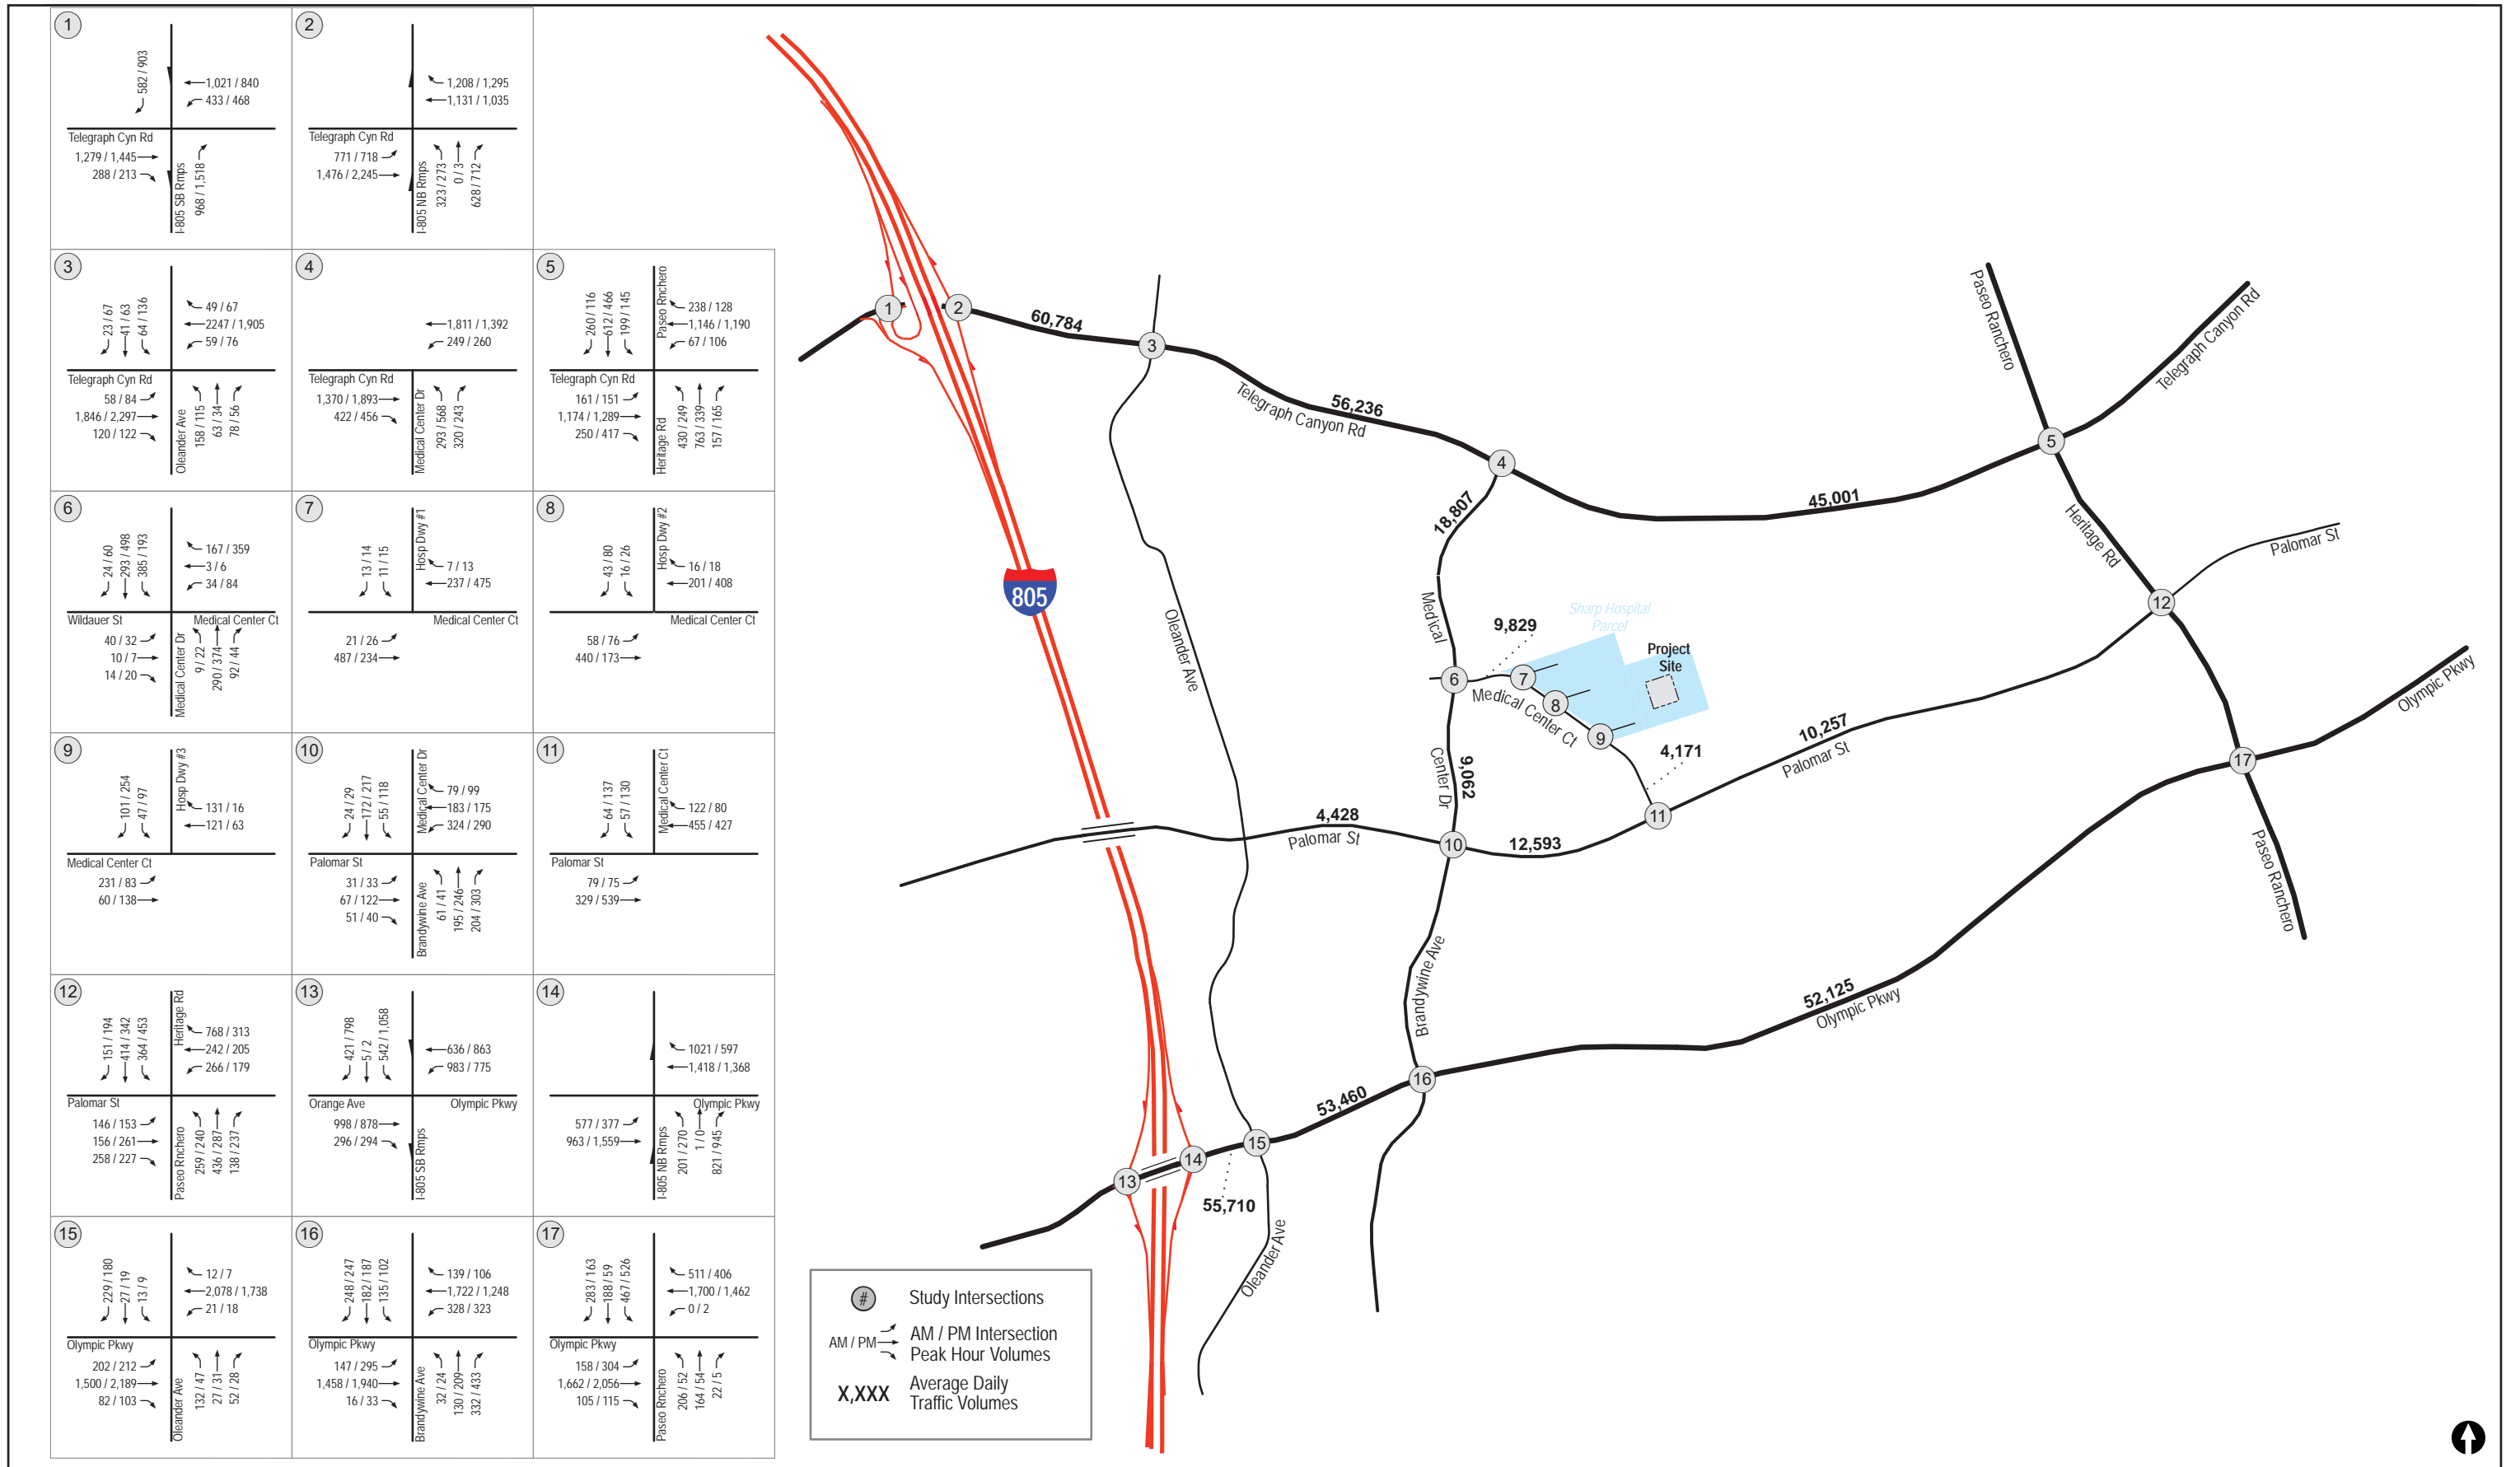 1
582 / 903
1,021 / 840
433 / 468
Telegraph Cyn Rd
1,279 / 1,445
288 / 213
I-805 SB Rmps
968 / 1,518
2
1,208 / 1,295
1,131 / 1,035
Telegraph Cyn Rd
771 / 718
1,476 / 2,245
I-805 NB Rmps
323 / 273
0 / 3
628 / 712
3
23 / 67
41 / 63
64 / 136
49 / 67
2247 / 1,905
59 / 76
Telegraph Cyn Rd
58 / 84
1,846 / 2,297
120 / 122
Oleander Ave
158 / 115
63 / 34
78 / 56
4
1,811 / 1,392
249 / 260
Telegraph Cyn Rd
1,370 / 1,893
422 / 456
Medical Center Dr
293 / 568
320 / 243
5
260 / 116
612 / 466
199 / 145
Paseo Rnchero
238 / 128
1,146 / 1,190
67 / 106
Telegraph Cyn Rd
161 / 151
1,174 / 1,289
250 / 417
Heritage Rd
430 / 249
763 / 339
157 / 165
6
24 / 60
293 / 498
385 / 193
167 / 359
3 / 6
34 / 84
Wildauer St
Medical Center Ct
40 / 32
10 / 7
14 / 20
Medical Center Dr
9 / 22
290 / 374
92 / 44
7
13 / 14
11 / 15
Hosp Dwy #1
7 / 13
237 / 475
Medical Center Ct
21 / 26
487 / 234
8
43 / 80
16 / 26
Hosp Dwy #2
16 / 18
201 / 408
Medical Center Ct
58 / 76
440 / 173
9
101 / 254
47 / 97
Hosp Dwy #3
131 / 16
121 / 63
Medical Center Ct
231 / 83
60 / 138
10
24 / 29
172 / 217
55 / 118
Medical Center Dr
79 / 99
183 / 175
324 / 290
Palomar St
31 / 33
67 / 122
51 / 40
Brandywine Ave
61 / 41
195 / 246
204 / 303
11
64 / 137
57 / 130
Medical Center Ct
122 / 80
455 / 427
Palomar St
79 / 75
329 / 539
12
151 / 194
414 / 342
364 / 453
Heritage Rd
768 / 313
242 / 205
266 / 179
Palomar St
146 / 153
156 / 261
258 / 227
Paseo Rnchero
259 / 240
436 / 287
138 / 237
13
421 / 798
5 / 2
542 / 1,058
636 / 863
983 / 775
Orange Ave
Olympic Pkwy
998 / 878
296 / 294
I-805 SB Rmps
14
1021 / 597
1,418 / 1,368
Olympic Pkwy
577 / 377
963 / 1,559
I-805 NB Rmps
201 / 270
1 / 0
821 / 945
15
229 / 180
27 / 19
13 / 9
12 / 7
2,078 / 1,738
21 / 18
Olympic Pkwy
202 / 212
1,500 / 2,189
82 / 103
Oleander Ave
132 / 47
27 / 31
52 / 28
16
248 / 247
182 / 187
135 / 102
139 / 106
1,722 / 1,248
328 / 323
Olympic Pkwy
147 / 295
1,458 / 1,940
16 / 33
Brandywine Ave
32 / 24
130 / 209
332 / 433
17
283 / 163
188 / 59
467 / 526
511 / 406
1,700 / 1,462
0 / 2
Olympic Pkwy
158 / 304
1,662 / 2,056
105 / 115
Paseo Rnchero
206 / 52
164 / 54
22 / 5
1
2
60,784
3
Telegraph Canyon Rd
56,236
4
45,001
5
Paseo Ranchero
Telegraph Canyon Rd
Heritage Rd
18,807
Palomar St
12
805
Oleander Ave
Medical
Center Dr
9,829
Sharp Hospital
Parcel
Project
Site
6
7
8
9
Medical Center Ct
4,171
10,257
Palomar St
Olympic Pkwy
17
9,062
11
4,428
Palomar St
10
12,593
Paseo Ranchero
Brandywine Ave
52,125
Olympic Pkwy
16
53,460
15
14
13
55,710
Oleander Ave
# Study Intersections
AM / PM AM / PM Intersection
Peak Hour Volumes
X,XXX Average Daily
Traffic Volumes